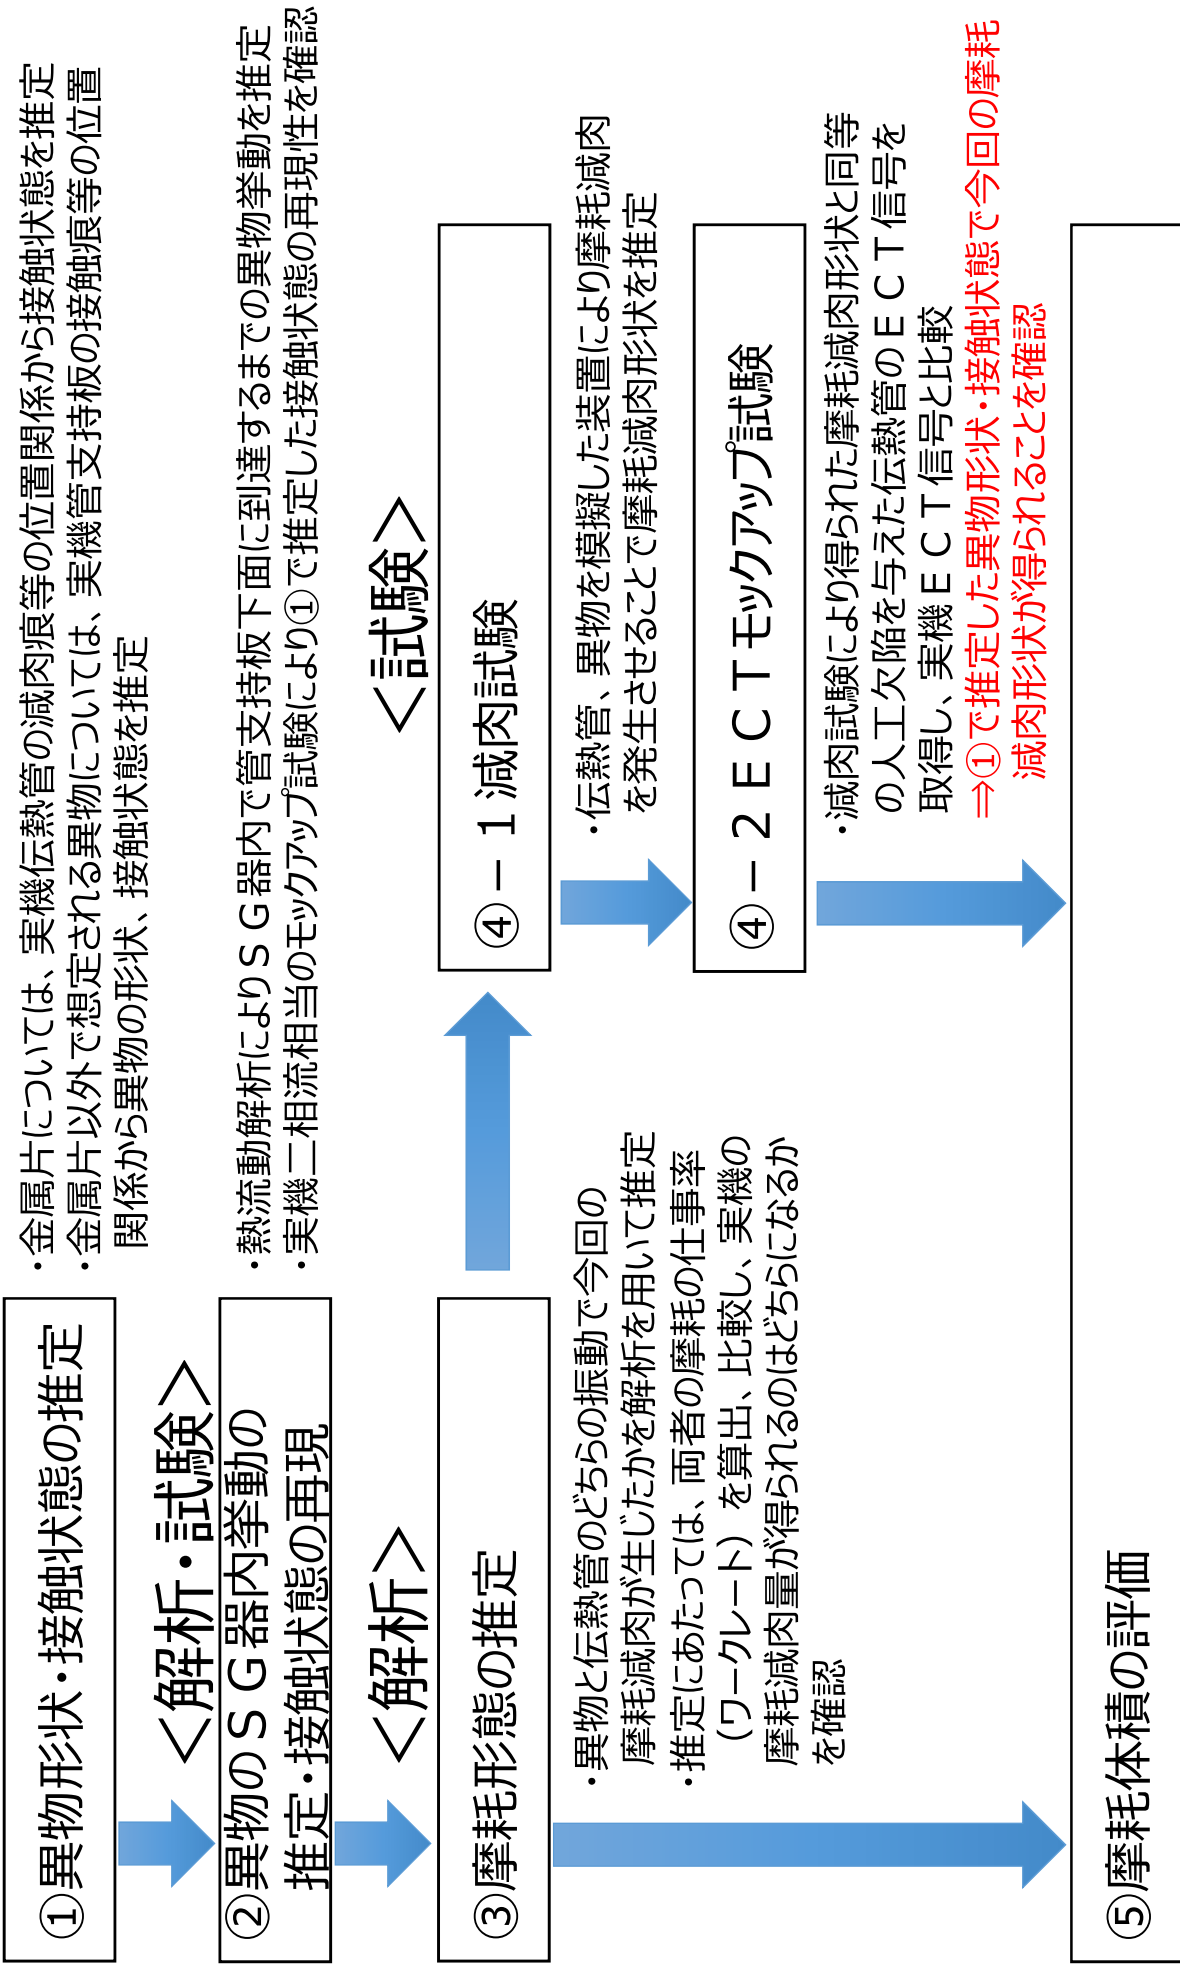 ①異物形状・接触状態の推定
・金属片については、実機伝熱管の減肉痕等の位置関係から接触状態を推定
・金属片以外で想定される異物については、実機管支持板の接触痕等の位置
関係から異物の形状、接触状態を推定
＜解析・試験＞
②異物のＳＧ器内挙動の
推定・接触状態の再現
・熱流動解析によりＳＧ器内で管支持板下面に到達するまでの異物挙動を推定
・実機二相流相当のモックアップ試験により①で推定した接触状態の再現性を確認
＜解析＞
③摩耗形態の推定
・異物と伝熱管のどちらの振動で今回の
摩耗減肉が生じたかを解析を用いて推定
・推定にあたっては、両者の摩耗の仕事率
（ワークレート）を算出、比較し、実機の
摩耗減肉量が得られるのはどちらになるか
を確認
＜試験＞
④－１減肉試験
・伝熱管、異物を模擬した装置により摩耗減肉
を発生させることで摩耗減肉形状を推定
④－２ＥＣＴモックアップ試験
・減肉試験により得られた摩耗減肉形状と同等
の人工欠陥を与えた伝熱管のＥＣＴ信号を
取得し、実機ＥＣＴ信号と比較
⇒①で推定した異物形状・接触状態で今回の摩耗
減肉形状が得られることを確認
⑤摩耗体積の評価